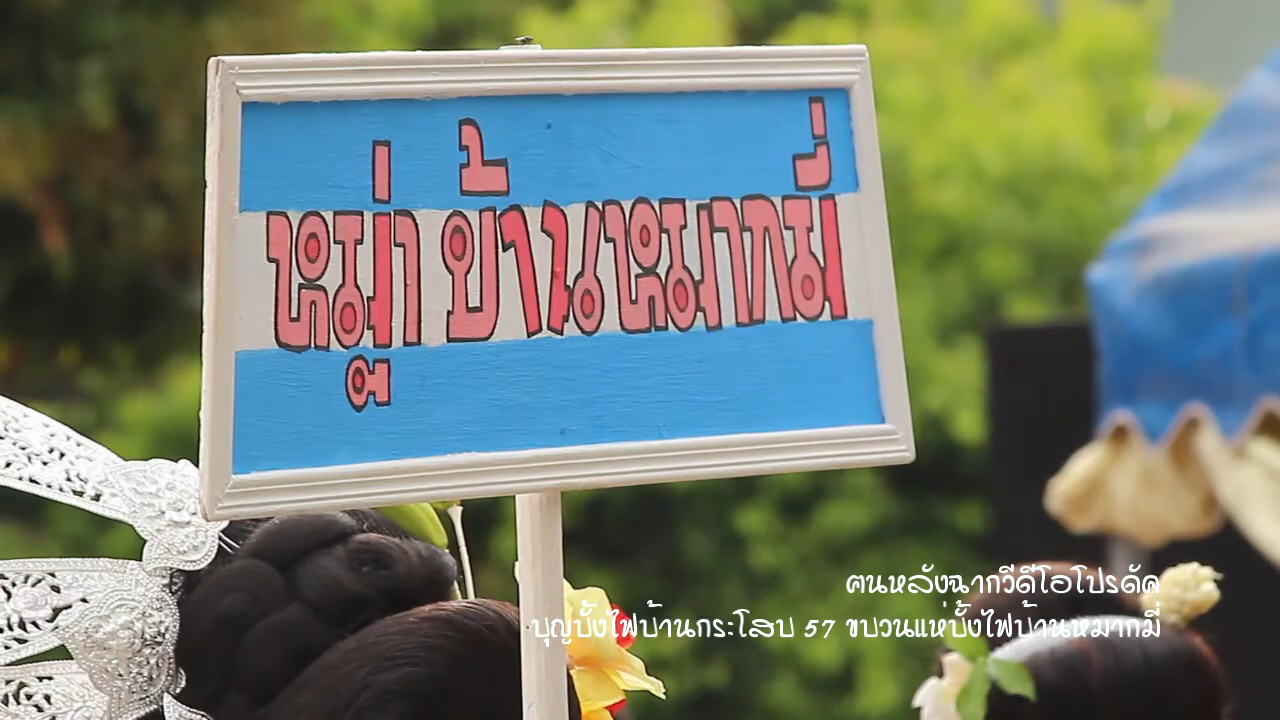 หมู่บ้านหมากมี่
ฅนหลังฉากวีดีโอโปรดัค
บุญบั้งไฟบ้านกระโสบ 57 ขบวนแห่บั้งไฟบ้านหมากมี่